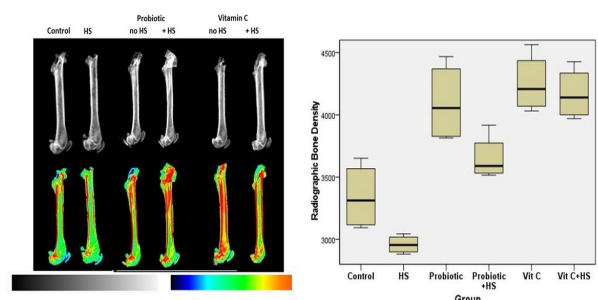 Probiotic
Vitamin C
Control
HS
no HS
+ HS
no HS
+ HS
Radiographic Bone Density
4500
4000
3500
3000
Control
HS
Probiotic
Probiotic
+HS
Vit C
Vit C+HS
Group